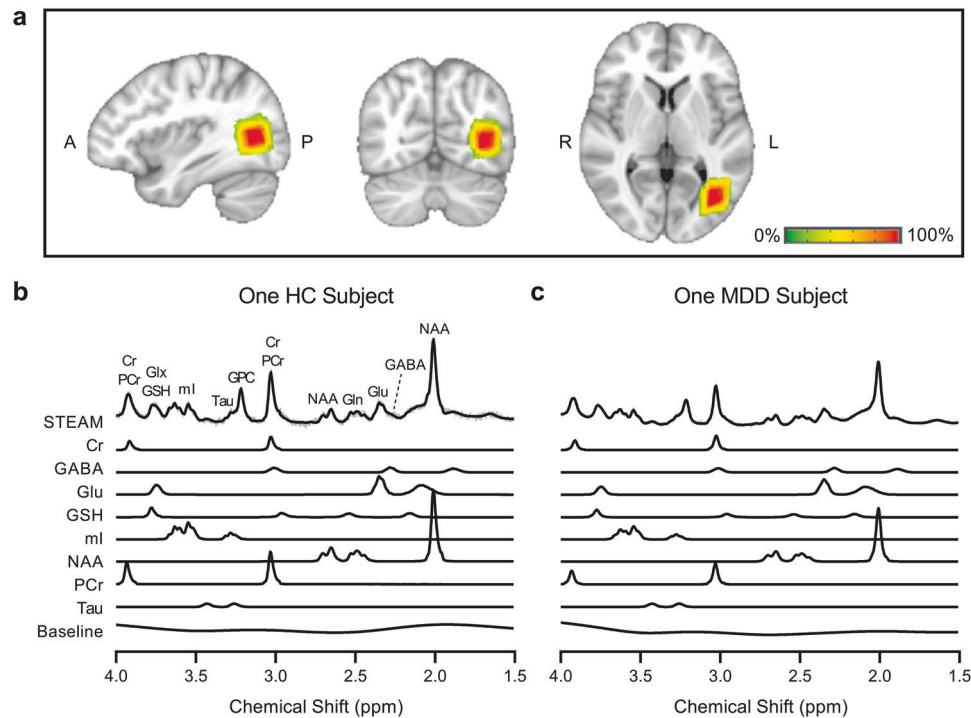 a
A
P
R
L
0%
100%
b
One HC Subject
NAA
Cr
PCr
Glx
GSH
mI
Tau
GPC
Cr
PCr
NAA
Gln
Glu
GABA
STEAM
Cr
GABA
Glu
GSH
mI
NAA
PCr
Tau
Baseline
4.0 3.5 3.0 2.5 2.0 1.5
Chemical Shift (ppm)
c
One MDD Subject
4.0 3.5 3.0 2.5 2.0 1.5
Chemical Shift (ppm)